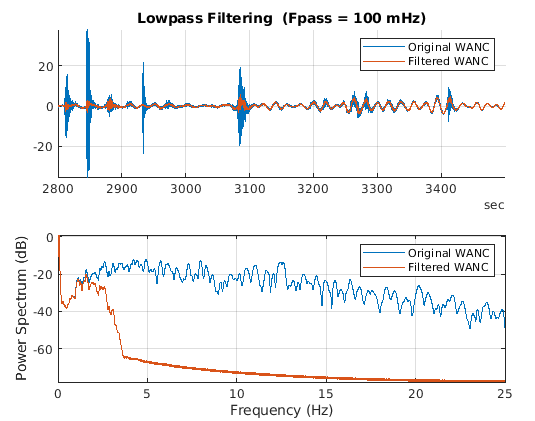 Lowpass Filtering (Fpass = 100 mHz)
Original WANC
Filtered WANC
20
0
-20
2800 2900 3000 3100 3200 3300 3400
sec
Original WANC
Filtered WANC
0
-20
-40
-60
Power Spectrum (dB)
0 5 10 15 20 25
Frequency (Hz)